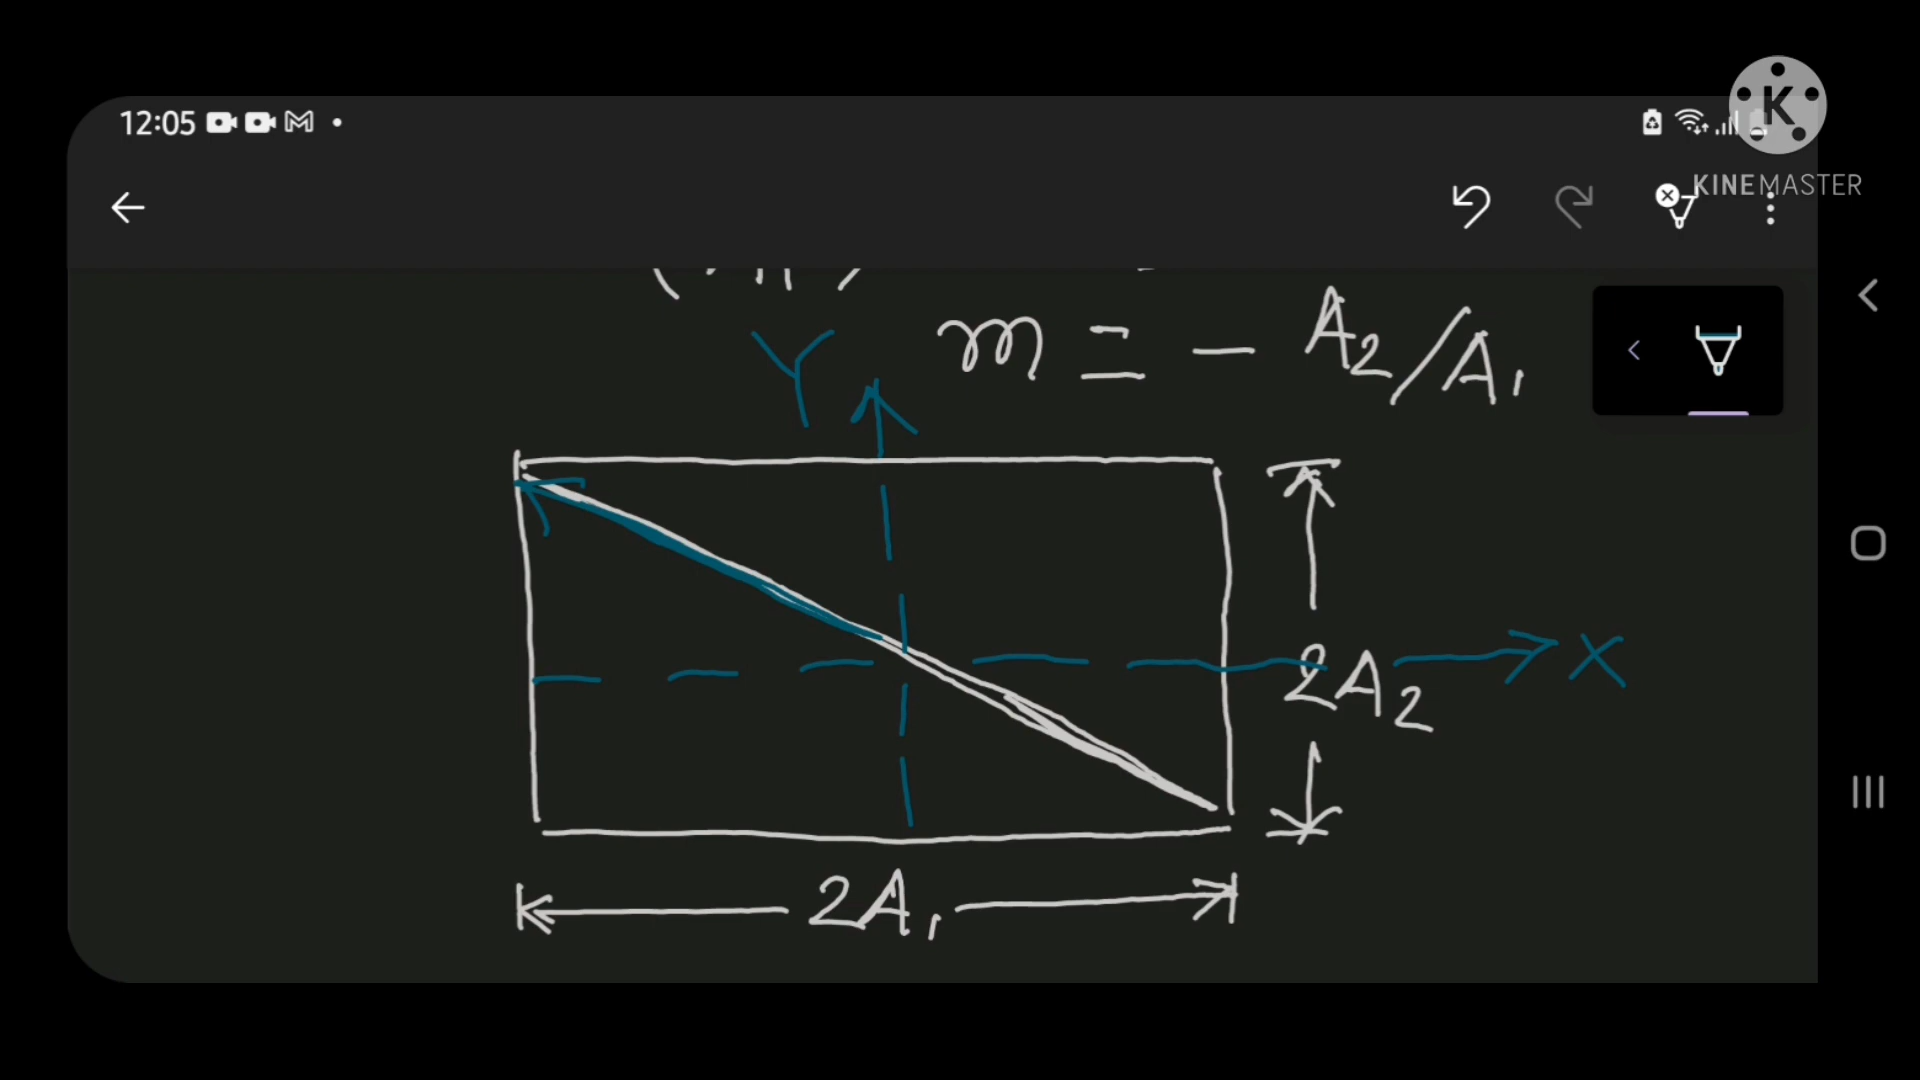 12:05
KINEMASTER
m = - A₂/A₁
Y
2A₂
X
2A₁